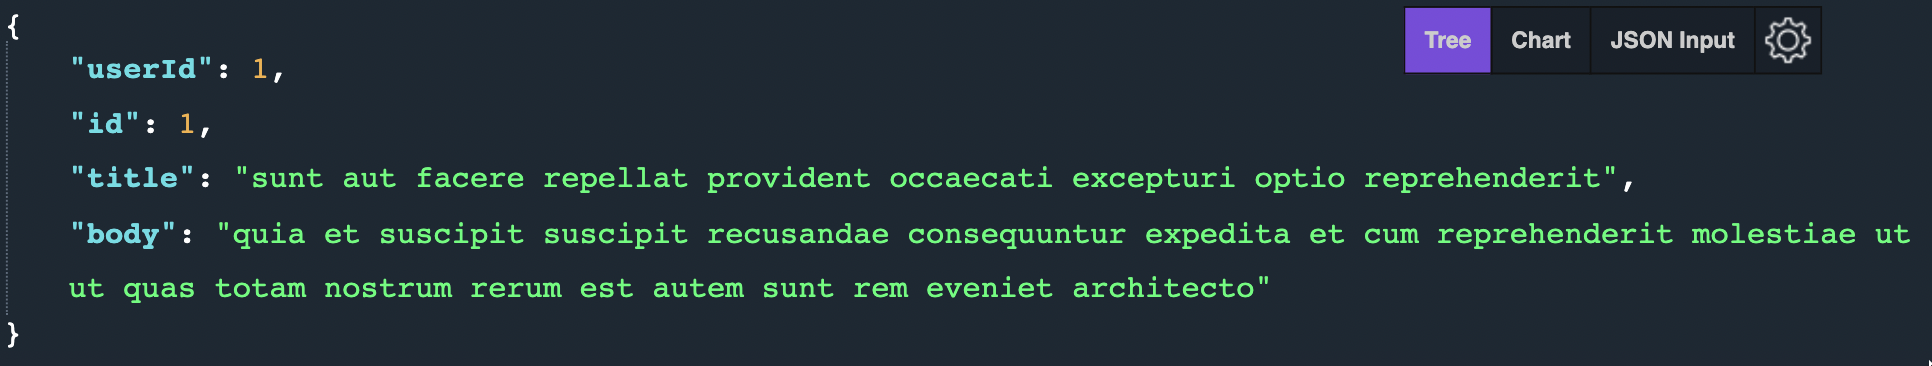 {
Tree Chart JSON Input
"userId": 1,
"id": 1,
"title": "sunt aut facere repellat provident occaecati excepturi optio reprehenderit",
"body": "quia et suscipit suscipit recusandae consequuntur expedita et cum reprehenderit molestiae ut
ut quas totam nostrum rerum est autem sunt rem eveniet architecto"
}